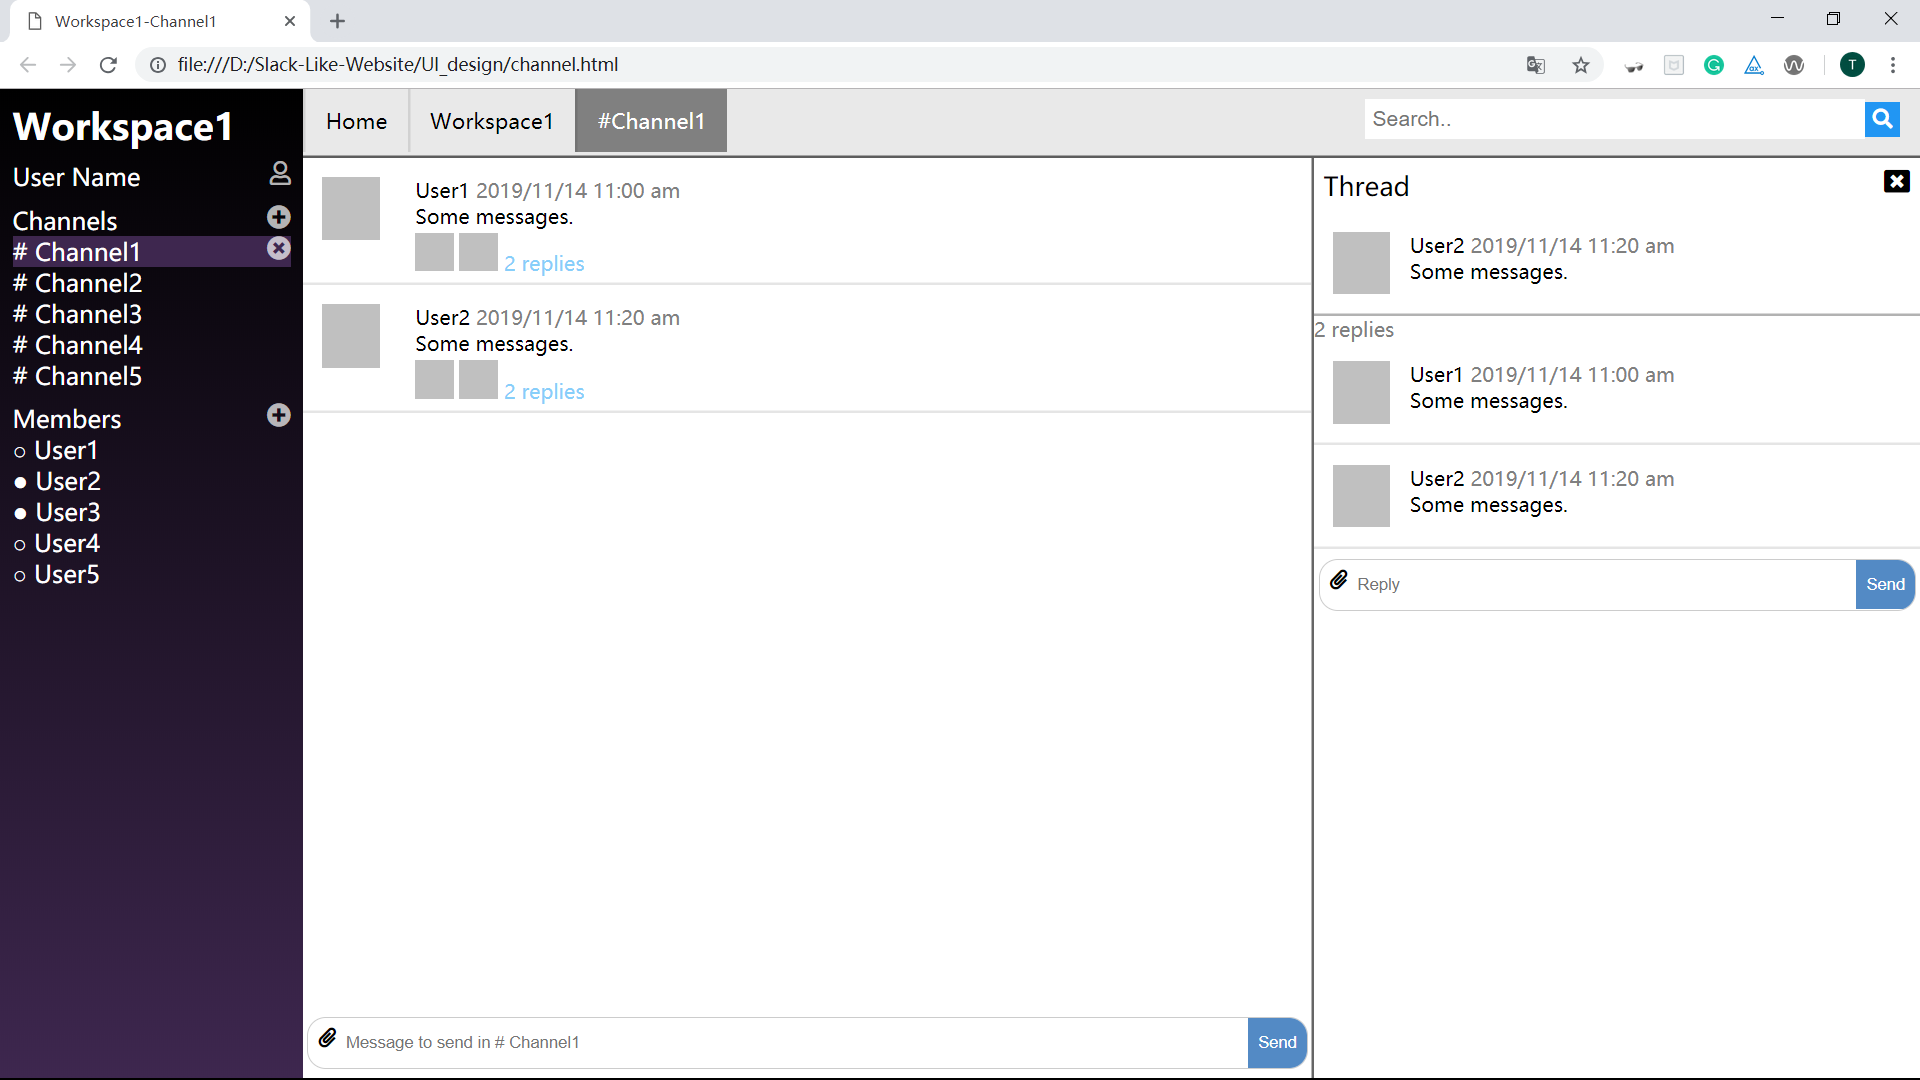 Workspace1-Channel1
file:///D:/Slack-Like-Website/UI_design/channel.html
T
Workspace1
User Name
Channels
# Channel1
# Channel2
# Channel3
# Channel4
# Channel5
Members
○ User1
● User2
● User3
○ User4
○ User5
Home
Workspace1
#Channel1
Search..
User1 2019/11/14 11:00 am
Some messages.
2 replies
User2 2019/11/14 11:20 am
Some messages.
2 replies
Message to send in # Channel1
Send
Thread
User2 2019/11/14 11:20 am
Some messages.
2 replies
User1 2019/11/14 11:00 am
Some messages.
User2 2019/11/14 11:20 am
Some messages.
Reply
Send